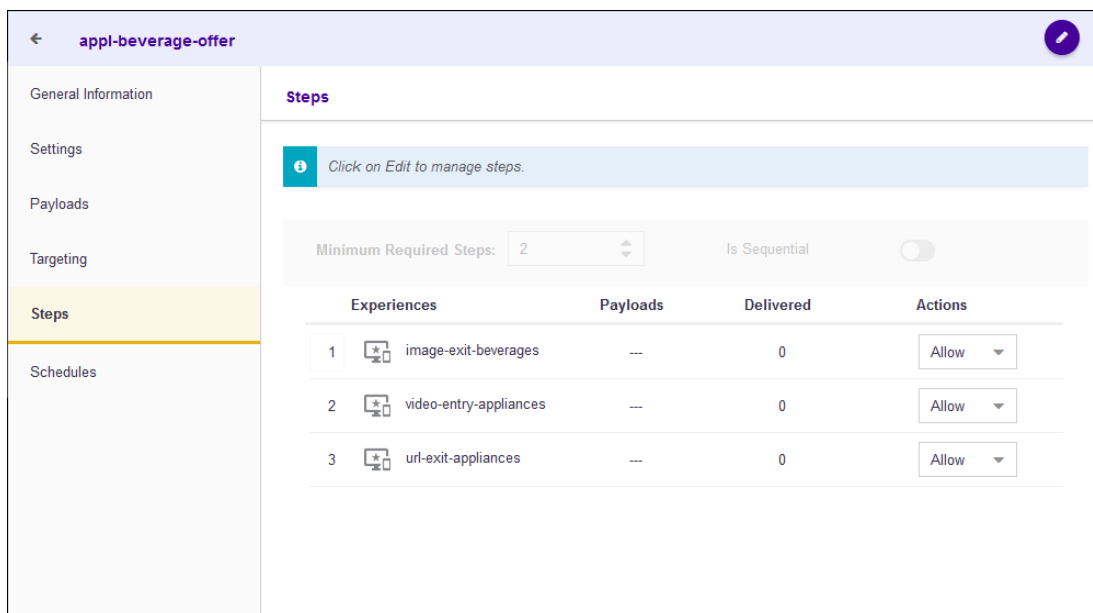 appl-beverage-offer
General Information
Settings
Payloads
Targeting
Steps
Schedules
Steps
Click on Edit to manage steps.
Minimum Required Steps: 2 Is Sequential
Experiences Payloads Delivered Actions
1 image-exit-beverages --- 0 Allow
2 video-entry-appliances --- 0 Allow
3 url-exit-appliances --- 0 Allow